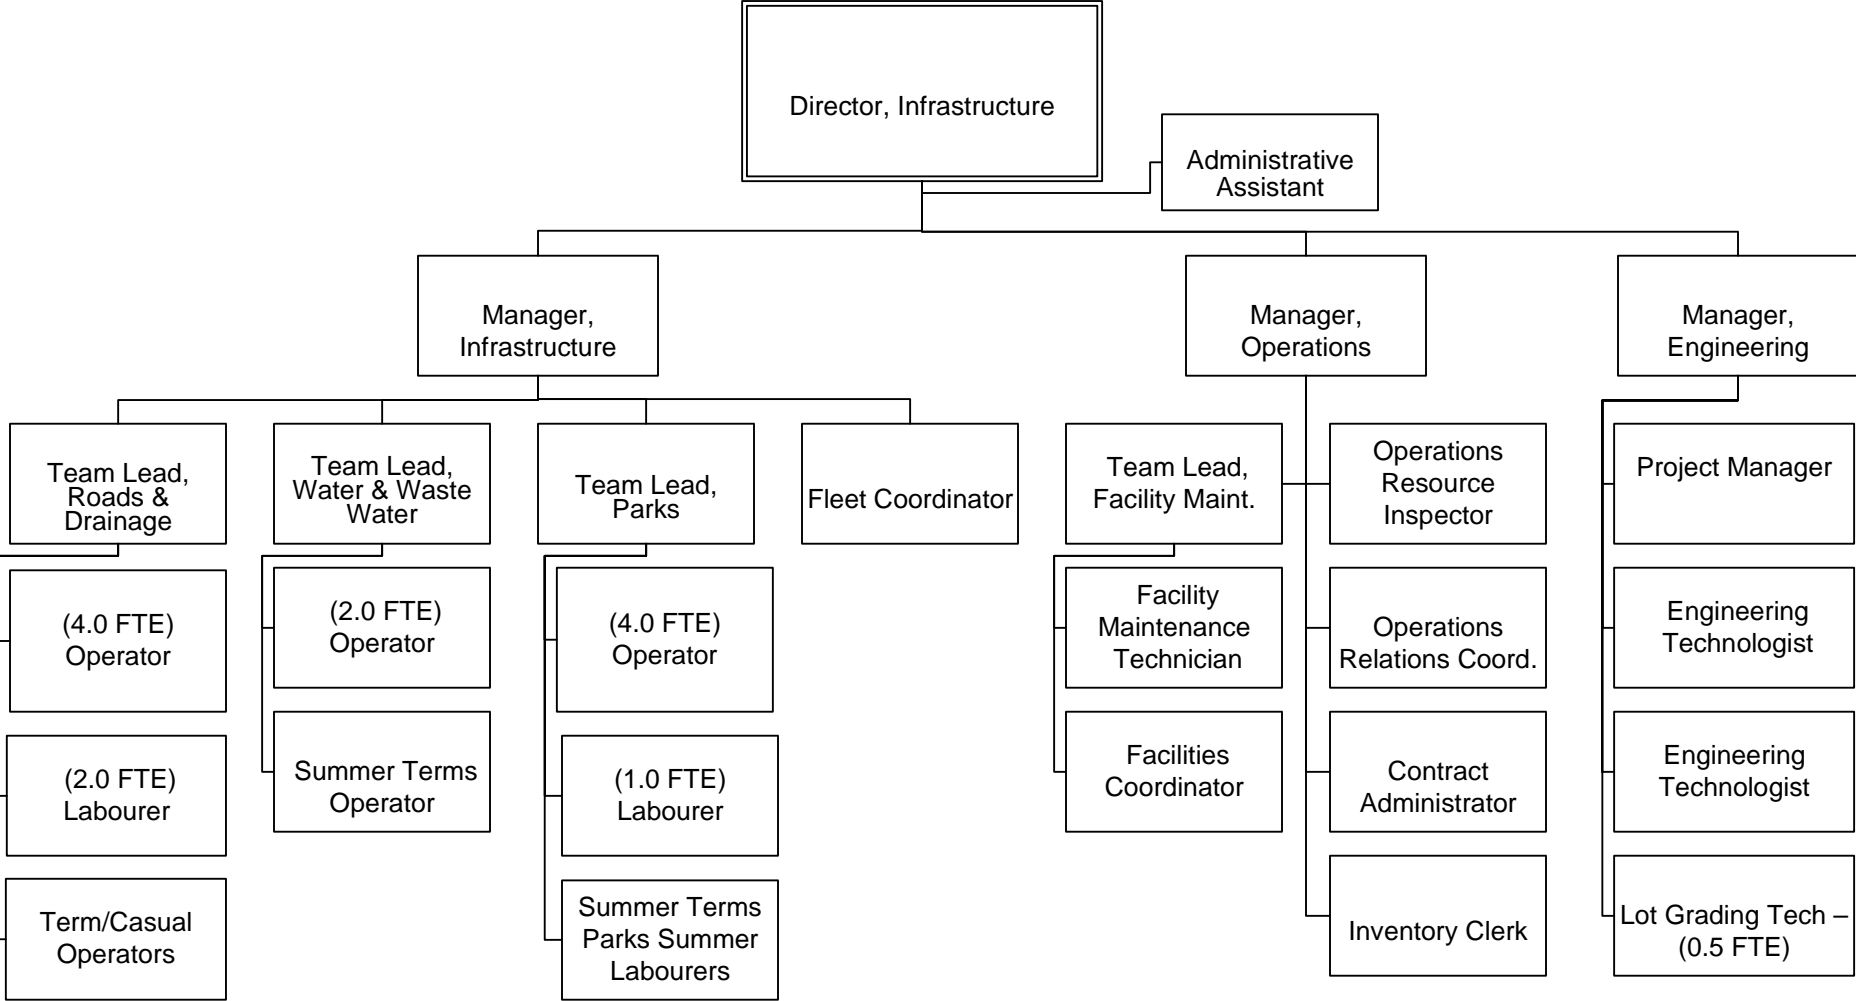 Director, Infrastructure
Administrative
Assistant
Manager,
Infrastructure
Manager,
Operations
Manager,
Engineering
Team Lead,
Roads &
Drainage
Team Lead,
Water & Waste
Water
Team Lead,
Parks
Fleet Coordinator
Team Lead,
Facility Maint.
Operations
Resource
Inspector
Project Manager
(4.0 FTE)
Operator
(2.0 FTE)
Operator
(4.0 FTE)
Operator
Facility
Maintenance
Technician
Operations
Relations Coord.
Engineering
Technologist
(2.0 FTE)
Labourer
Summer Terms
Operator
(1.0 FTE)
Labourer
Facilities
Coordinator
Contract
Administrator
Engineering
Technologist
Term/Casual
Operators
Summer Terms
Parks Summer
Labourers
Inventory Clerk
Lot Grading Tech –
(0.5 FTE)